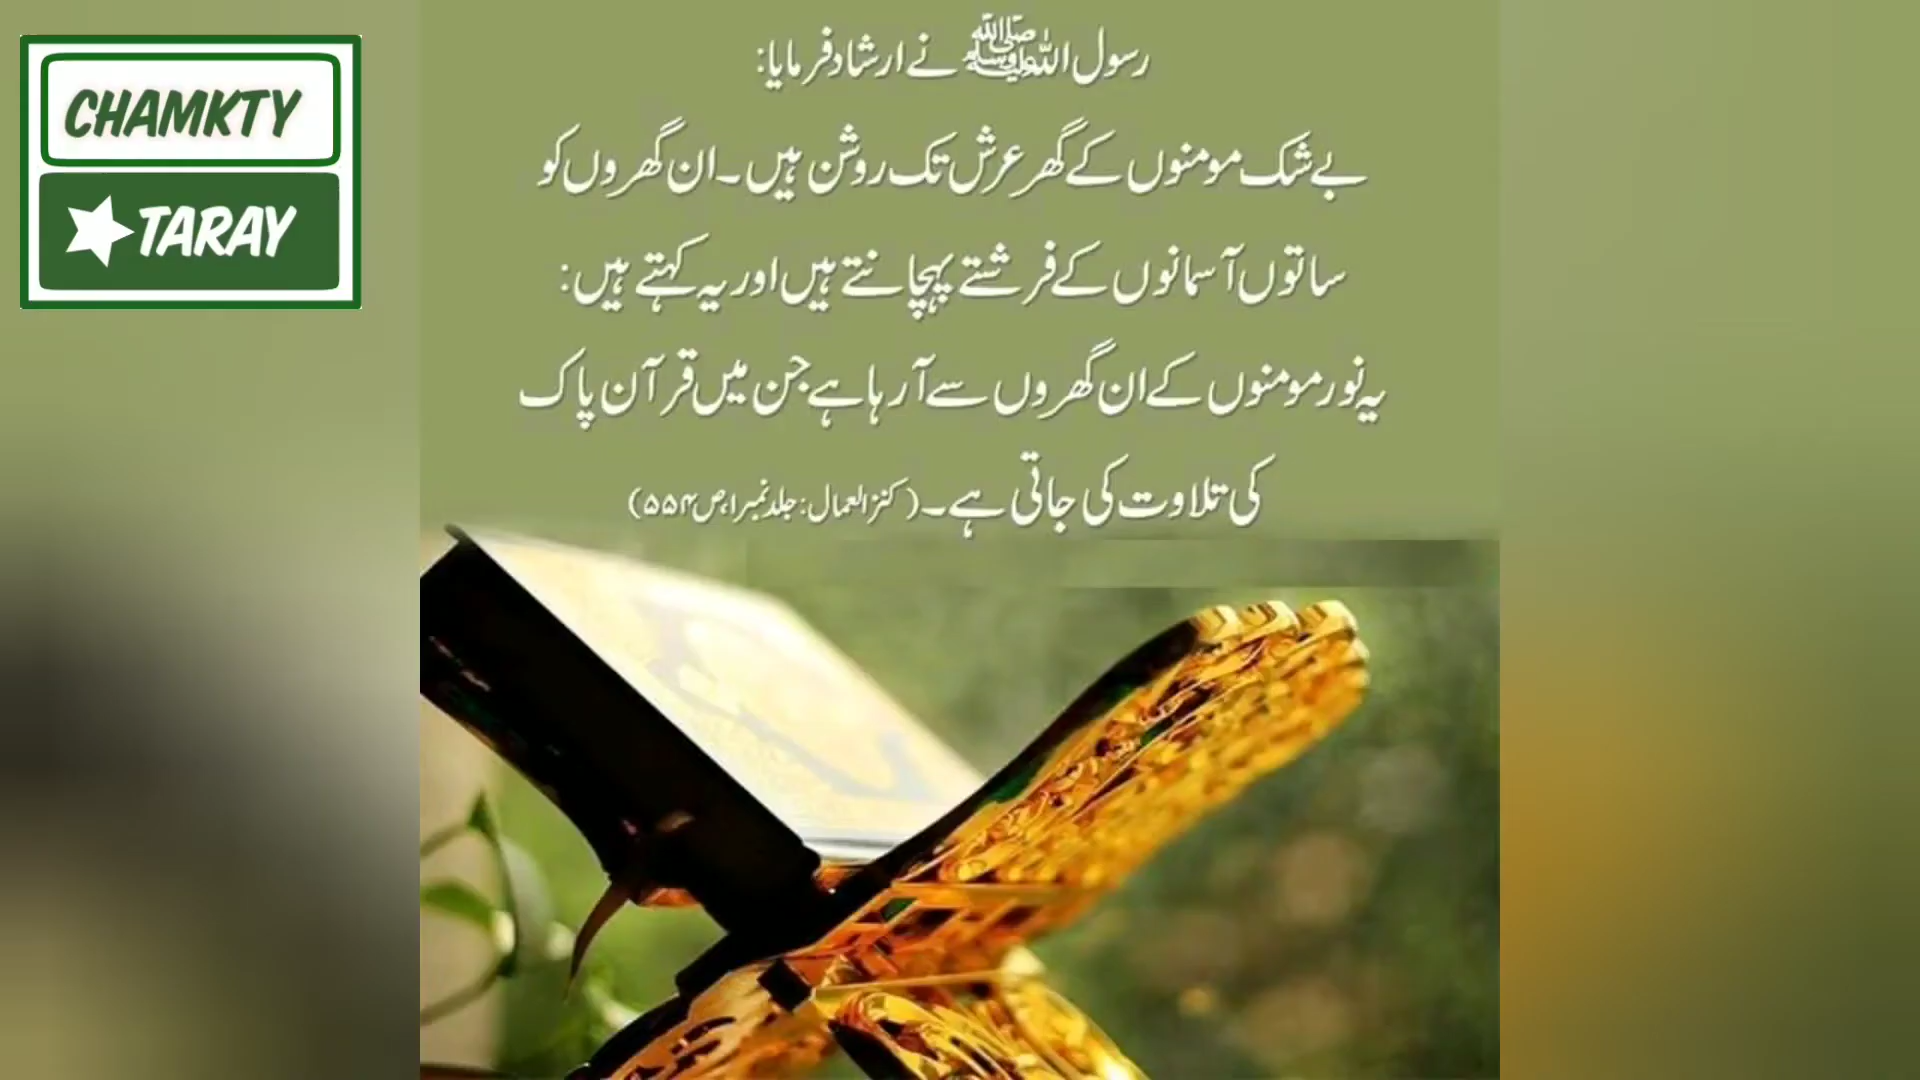 CHAMKTY
TARAY
رسول اللہ ﷺ نے ارشاد فرمایا:
بے شک مومنوں کے گھر عرش تک روشن ہیں۔ ان گھروں کو
ساتوں آسمانوں کے فرشتے پہچانتے ہیں اور یہ کہتے ہیں:
یہ نور مومنوں کے ان گھروں سے آ رہا ہے جن میں قرآن پاک
کی تلاوت کی جاتی ہے۔ (کنز العمال: جلد نمبر ۱، ص ۵۵۴)